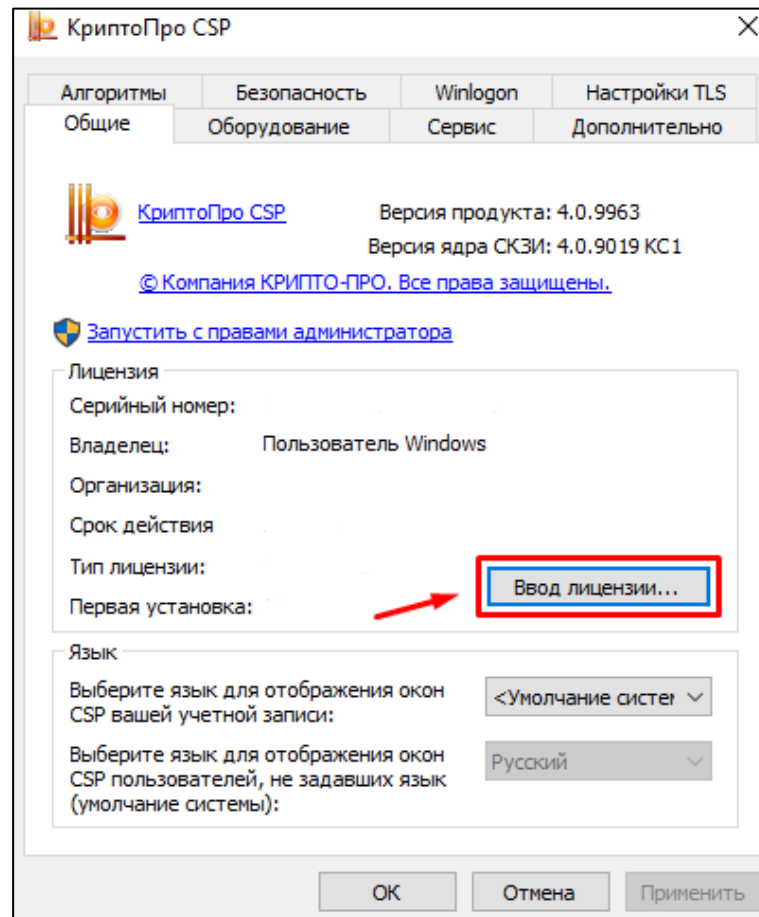 КриптоПро CSP
Алгоритмы Безопасность Winlogon Настройки TLS
Общие Оборудование Сервис Дополнительно
КриптоПро CSP Версия продукта: 4.0.9963
Версия ядра СКЗИ: 4.0.9019 КС1
© Компания КРИПТО-ПРО. Все права защищены.
Запустить с правами администратора
Лицензия
Серийный номер:
Владелец: Пользователь Windows
Организация:
Срок действия
Тип лицензии:
Ввод лицензии...
Первая установка:
Язык
Выберите язык для отображения окон
CSP вашей учетной записи:
<Умолчание систег
Выберите язык для отображения окон
CSP пользователей, не задавших язык
(умолчание системы):
Русский
ОК Отмена Применить